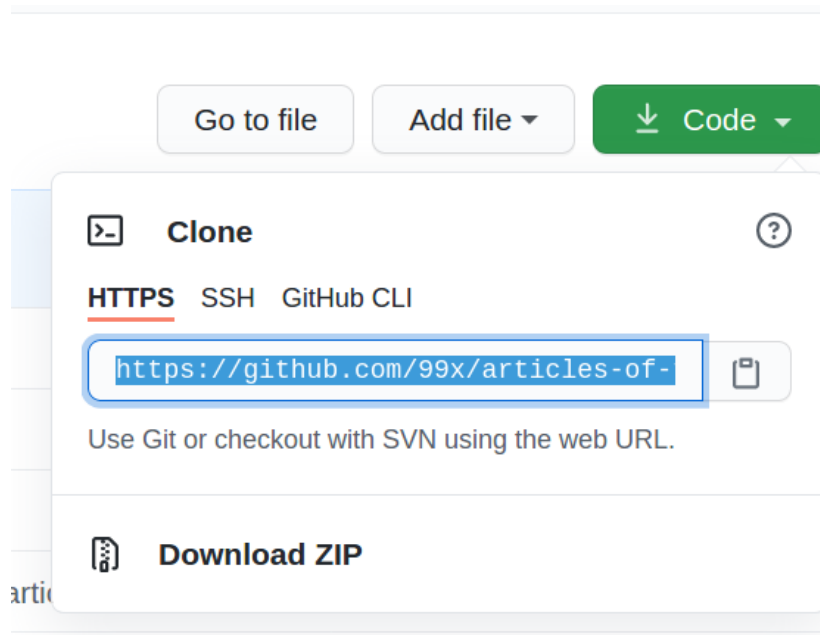 Go to file Add file Code
Clone
HTTPS SSH GitHub CLI
https://github.com/99x/articles-of-
Use Git or checkout with SVN using the web URL.
Download ZIP